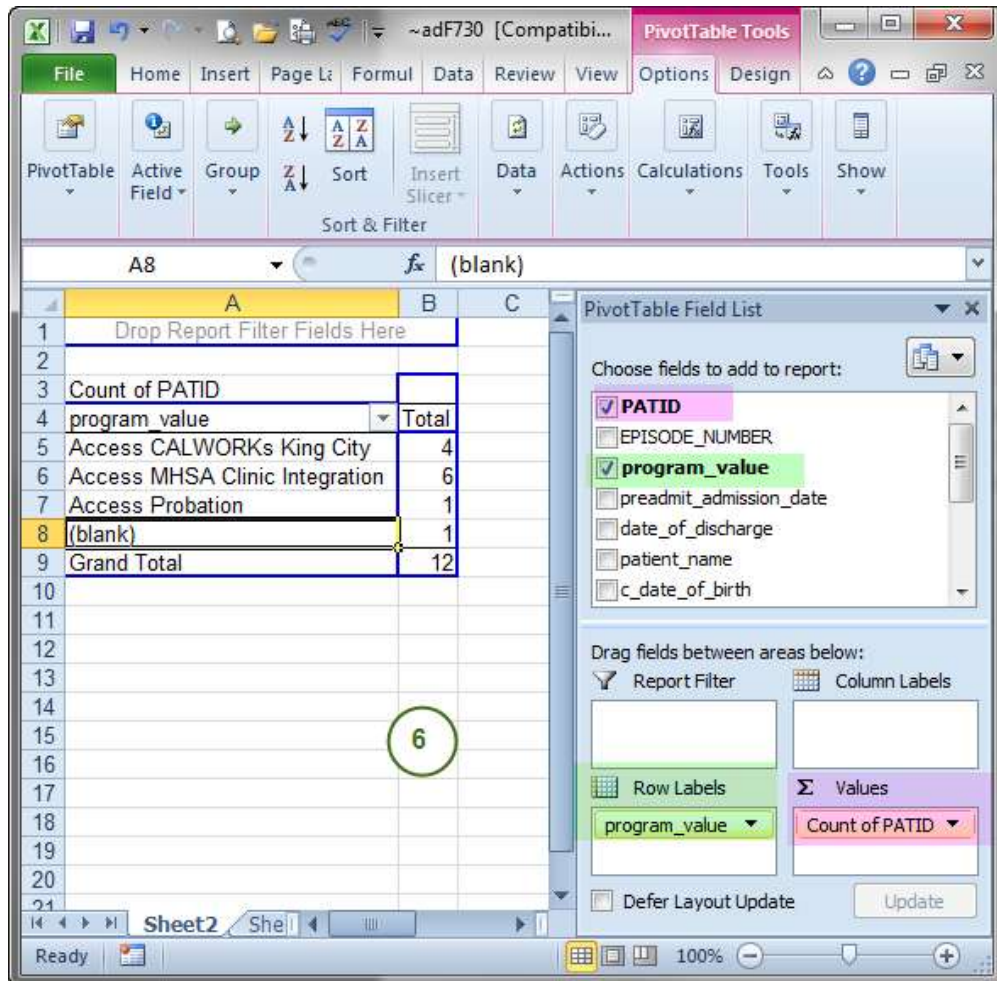 ~adF730 [Compatibi... PivotTable Tools
File Home Insert Page La Formul Data Review View Options Design
PivotTable Active Field Group Sort Insert Slicer Data Actions Calculations Tools Show
Sort & Filter
A8 fx (blank)
A B C
1 Drop Report Filter Fields Here
2
3 Count of PATID
4 program_value Total
5 Access CALWORKs King City 4
6 Access MHSA Clinic Integration 6
7 Access Probation 1
8 (blank) 1
9 Grand Total 12
10
11
12
13
14
15
16
17
18
19
20
21
6
PivotTable Field List
Choose fields to add to report:
PATID
EPISODE_NUMBER
program_value
preadmit_admission_date
date_of_discharge
patient_name
c_date_of_birth
Drag fields between areas below:
Report Filter Column Labels
Row Labels Σ Values
program_value Count of PATID
Defer Layout Update Update
Sheet2 She
Ready 100%